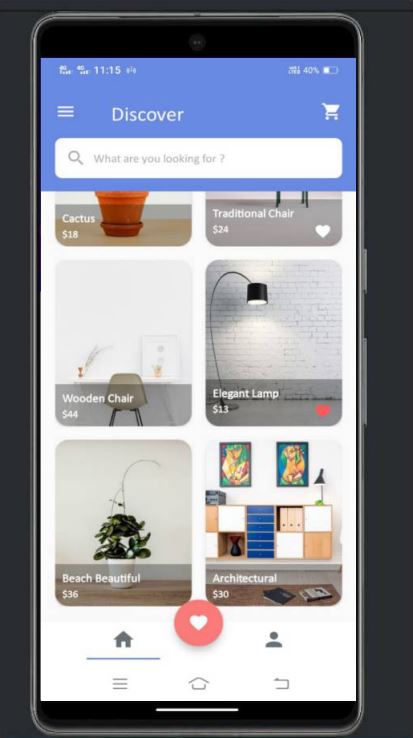 11:15
40%
Discover
What are you looking for ?
Cactus
$18
Traditional Chair
$24
Wooden Chair
$44
Elegant Lamp
$13
Beach Beautiful
$36
Architectural
$30